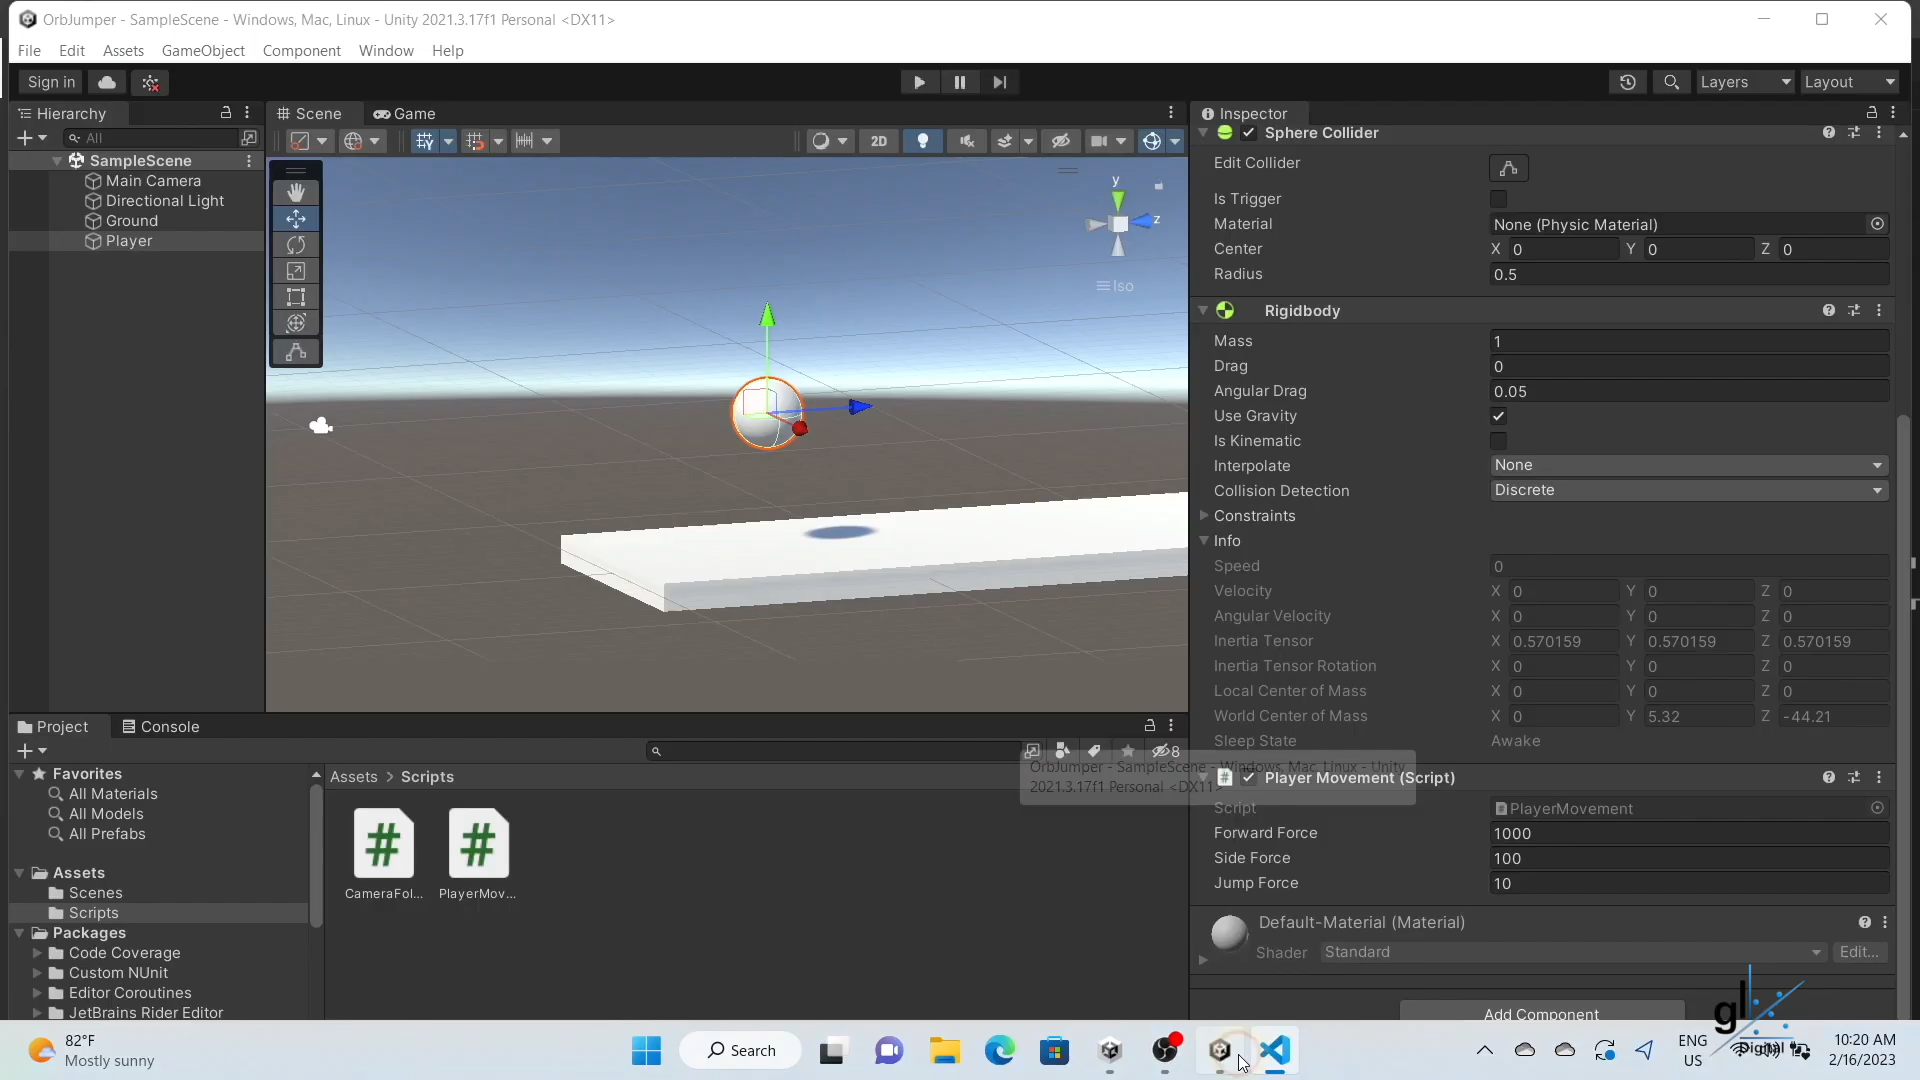 OrbJumper - SampleScene - Windows, Mac, Linux - Unity 2021.3.17f1 Personal <DX11>
File Edit Assets GameObject Component Window Help
Sign in
Layers
Layout
Hierarchy
All
SampleScene
Main Camera
Directional Light
Ground
Player
Scene
Game
2D
y
z
Iso
Inspector
Sphere Collider
Edit Collider
Is Trigger
Material None (Physic Material)
Center X 0 Y 0 Z 0
Radius 0.5
Rigidbody
Mass 1
Drag 0
Angular Drag 0.05
Use Gravity
Is Kinematic
Interpolate None
Collision Detection Discrete
Constraints
Info
Speed 0
Velocity X 0 Y 0 Z 0
Angular Velocity X 0 Y 0 Z 0
Inertia Tensor X 0.570159 Y 0.570159 Z 0.570159
Inertia Tensor Rotation X 0 Y 0 Z 0
Local Center of Mass X 0 Y 0 Z 0
World Center of Mass X 0 Y 5.32 Z -44.21
Sleep State Awake
Player Movement (Script)
Script PlayerMovement
Forward Force 1000
Side Force 100
Jump Force 10
Default-Material (Material)
Shader Standard Edit...
Add Component
Project
Console
8
Favorites
All Materials
All Models
All Prefabs
Assets
Scenes
Scripts
Packages
Code Coverage
Custom NUnit
Editor Coroutines
JetBrains Rider Editor
Assets > Scripts
CameraFol...
PlayerMov...
OrbJumper - SampleScene - Windows, Mac, Linux - Unity
2021.3.17f1 Personal <DX11>
82°F
Mostly sunny
Search
ENG
US
10:20 AM
2/16/2023
gl
Digital